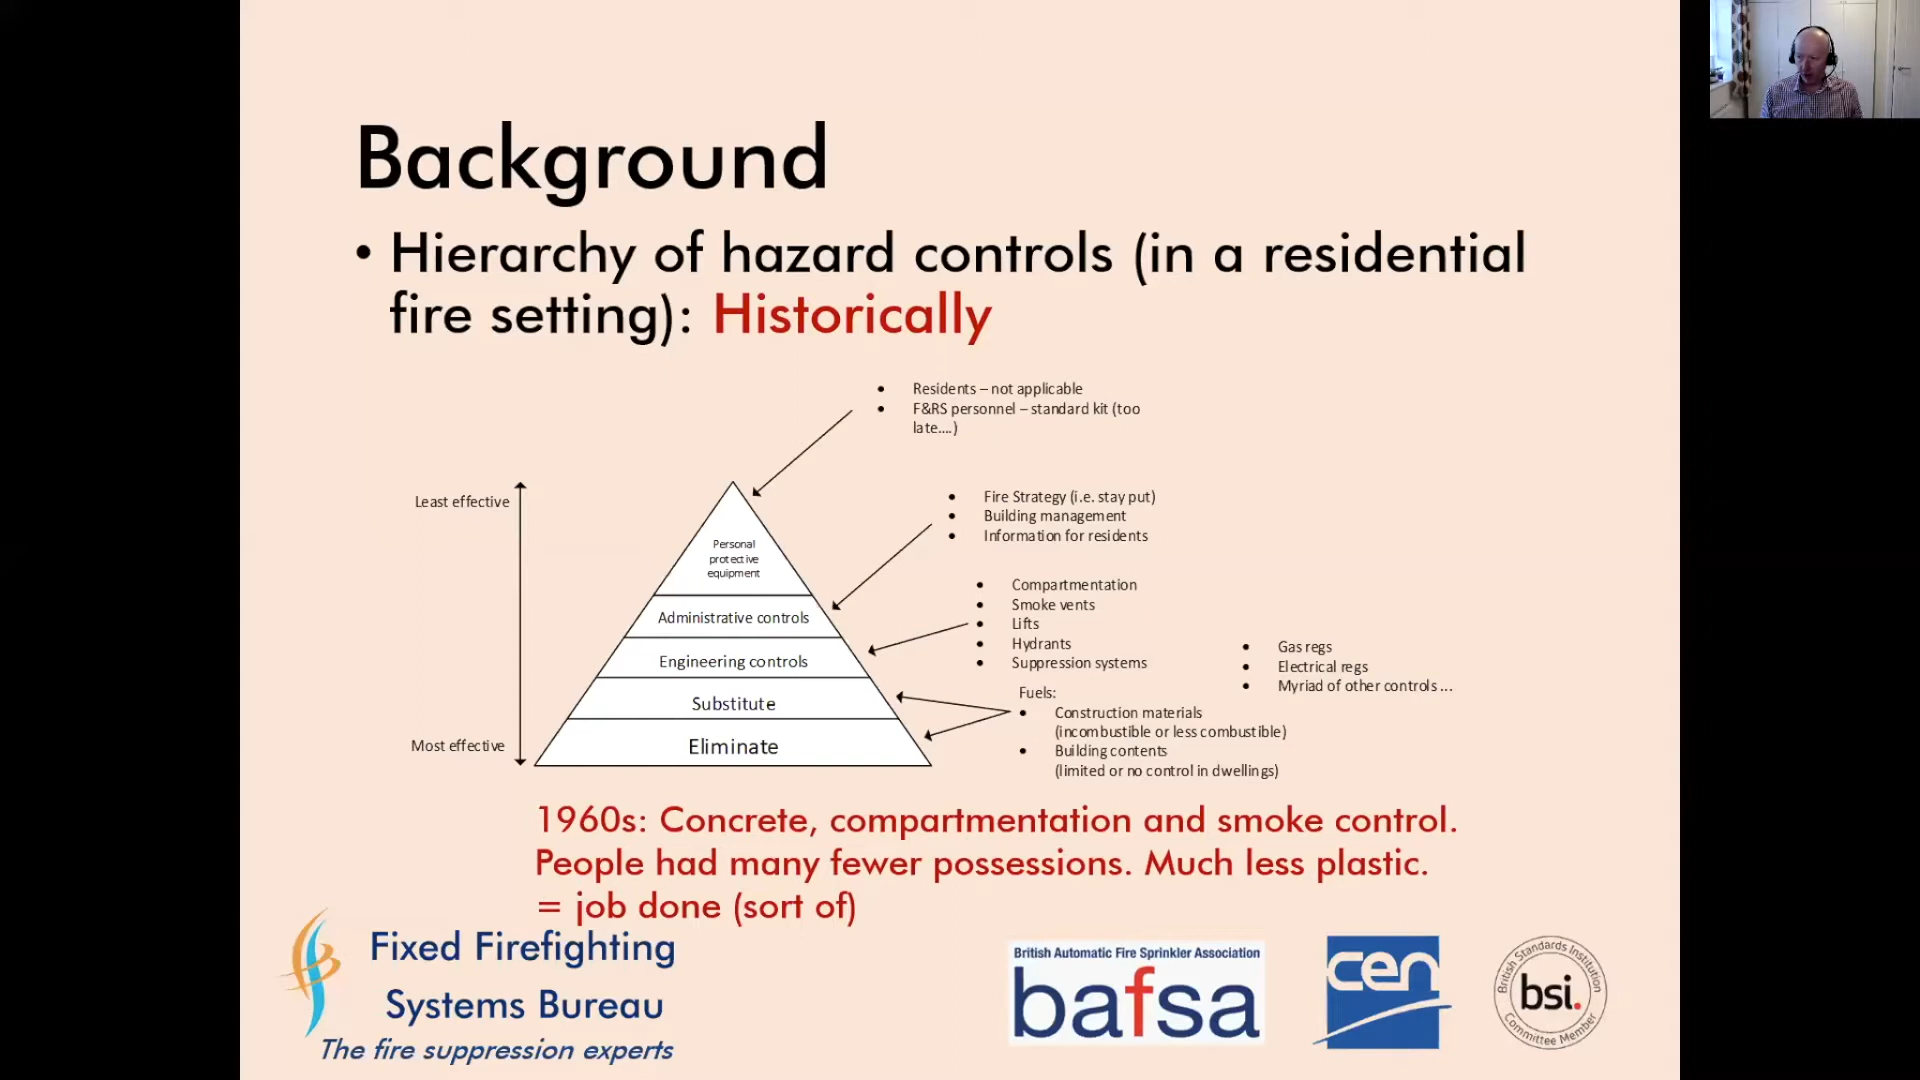 Background
• Hierarchy of hazard controls (in a residential
fire setting): Historically
• Residents – not applicable
• F&RS personnel – standard kit (too
late....)
Least effective
Most effective
Personal
protective
equipment
Administrative controls
Engineering controls
Substitute
Eliminate
• Fire Strategy (i.e. stay put)
• Building management
• Information for residents
• Compartmentation
• Smoke vents
• Lifts
• Hydrants
• Suppression systems
• Gas regs
• Electrical regs
• Myriad of other controls ...
Fuels:
• Construction materials
(incombustible or less combustible)
• Building contents
(limited or no control in dwellings)
1960s: Concrete, compartmentation and smoke control.
People had many fewer possessions. Much less plastic.
= job done (sort of)
Fixed Firefighting
Systems Bureau
The fire suppression experts
British Automatic Fire Sprinkler Association
bafsa
cen
British Standards Institution
bsi.
Committee Member